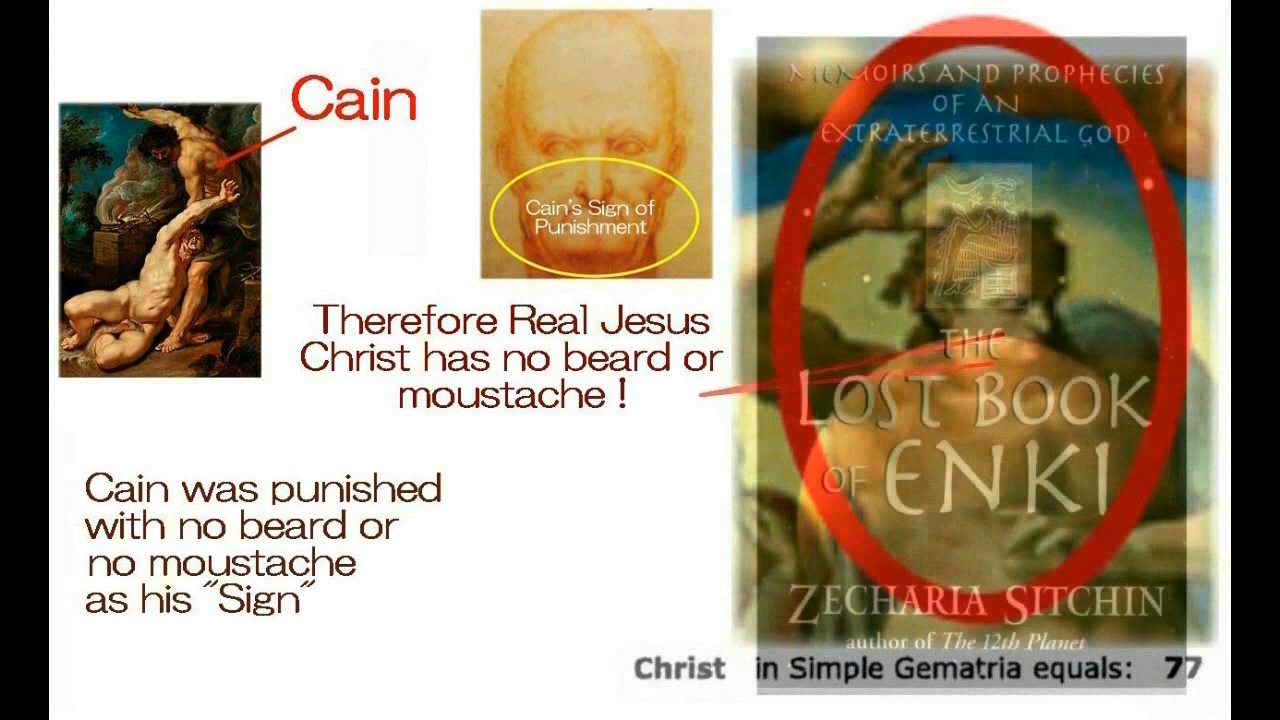 Cain
Cain's Sign of
Punishment
Therefore Real Jesus
Christ has no beard or
moustache !
Cain was punished
with no beard or
no moustache
as his "Sign"
MEMOIRS AND PROPHECIES
OF AN
EXTRATERRESTRIAL GOD
THE
LOST BOOK
OF ENKI
ZECHARIA SITCHIN
author of The 12th Planet
Christ in Simple Gematria equals: 77